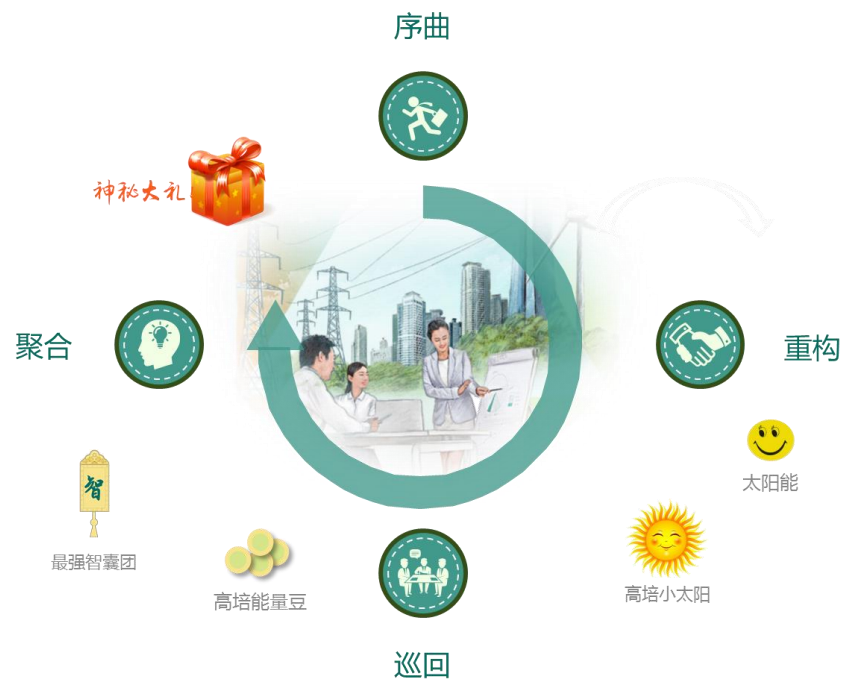 序曲
神秘大礼
聚合
重构
智
太阳能
最强智囊团
高培能量豆
高培小太阳
巡回